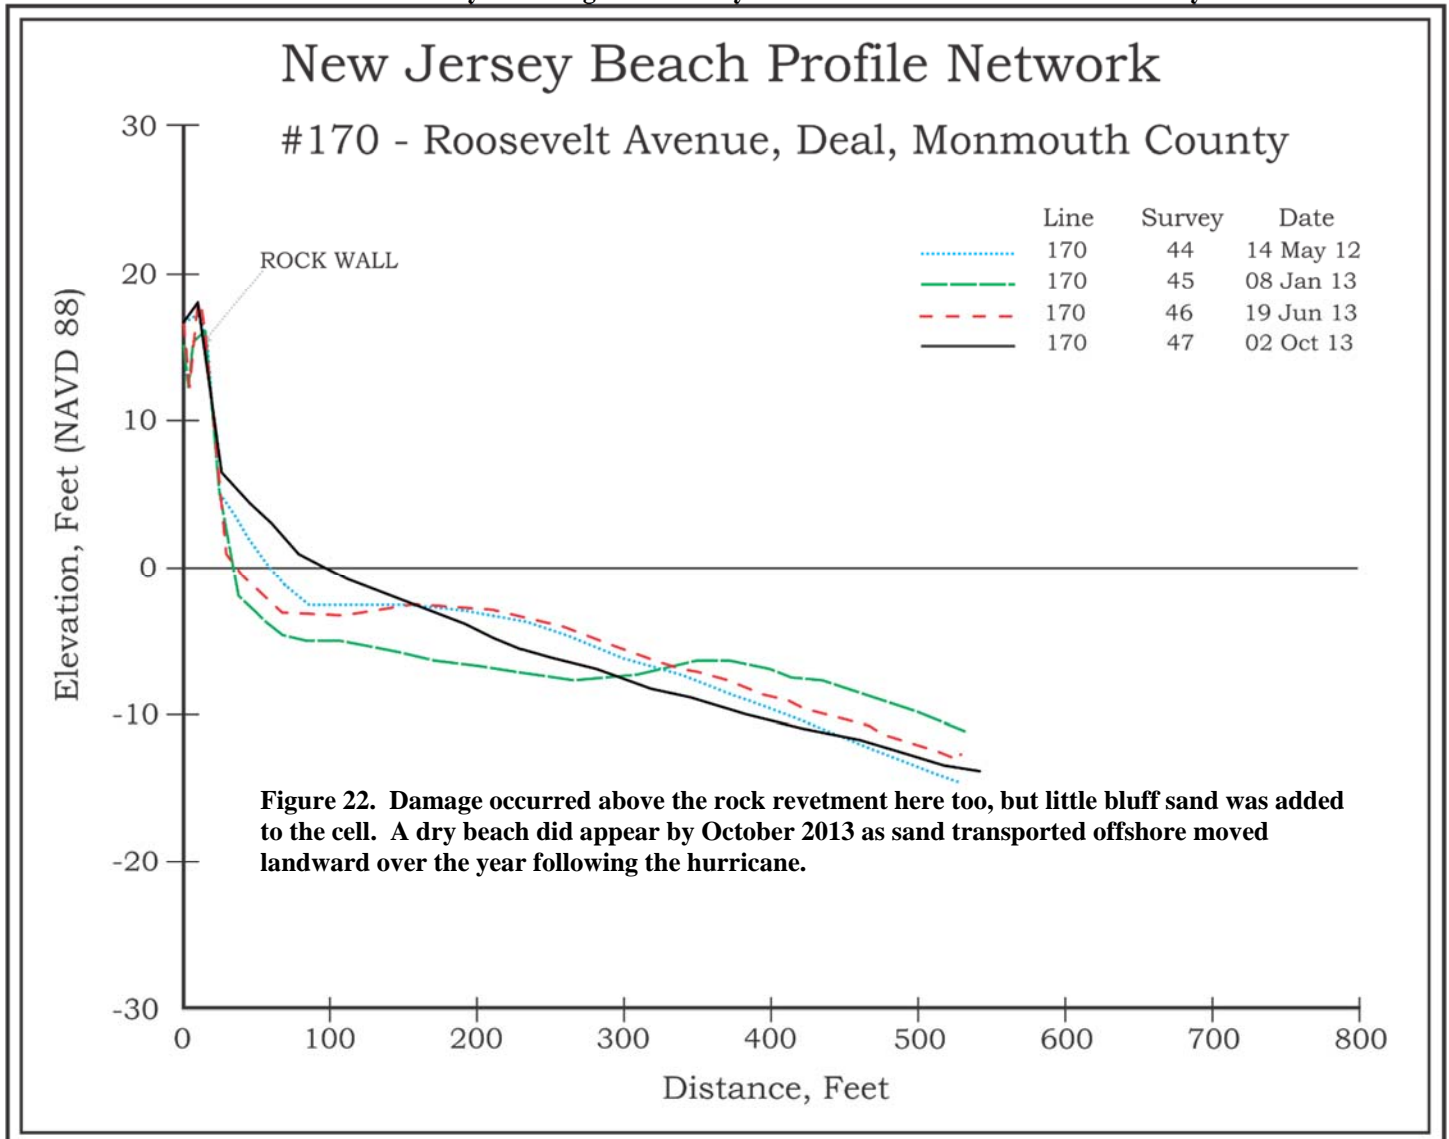 New Jersey Beach Profile Network
#170 - Roosevelt Avenue, Deal, Monmouth County
Line Survey Date
170 44 14 May 12
170 45 08 Jan 13
170 46 19 Jun 13
170 47 02 Oct 13
ROCK WALL
Elevation, Feet (NAVD 88)
30
20
10
0
-10
-20
-30
Figure 22. Damage occurred above the rock revetment here too, but little bluff sand was added
to the cell. A dry beach did appear by October 2013 as sand transported offshore moved
landward over the year following the hurricane.
0 100 200 300 400 500 600 700 800
Distance, Feet